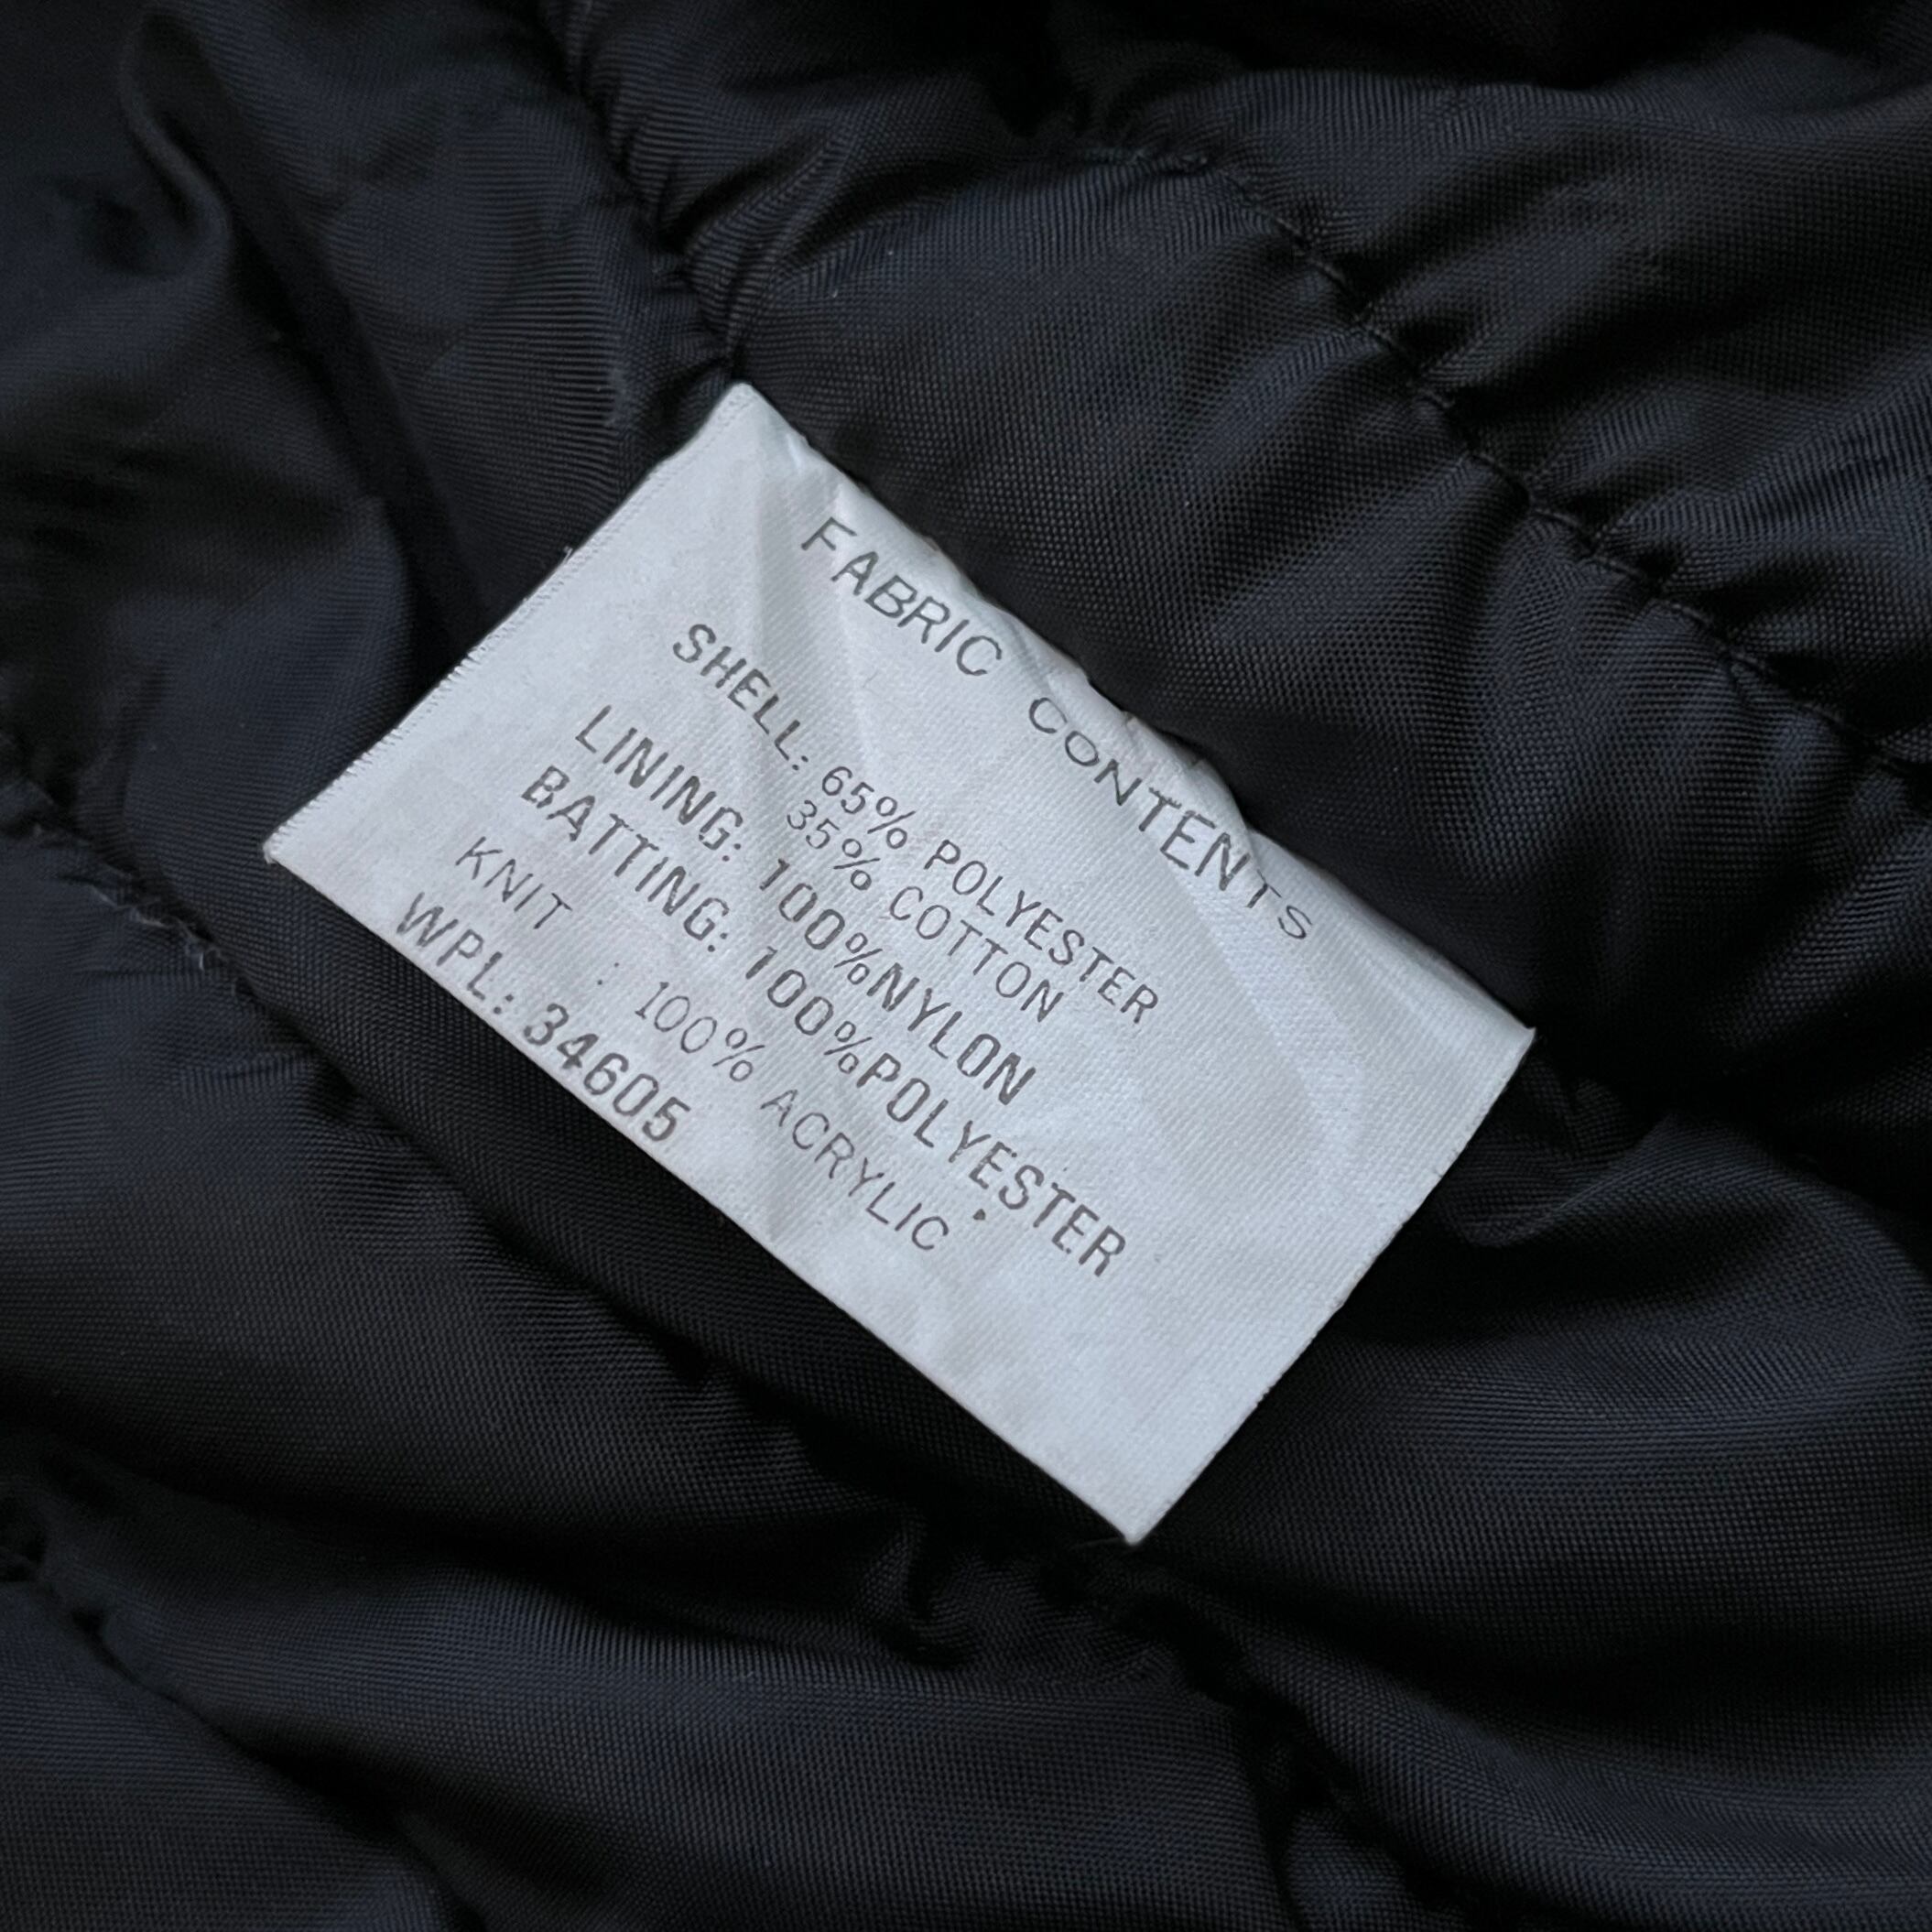 FABRIC CONTENTS
SHELL: 65% POLYESTER
35% COTTON
LINING: 100%NYLON
BATTING: 100%POLYESTER
KNIT : 100% ACRYLIC
WPL: 34605